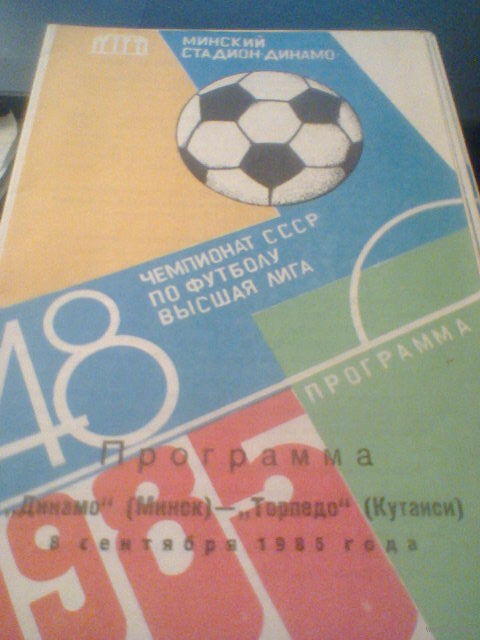 МИНСКИЙ
СТАДИОН·ДИНАМО·
ЧЕМПИОНАТ СССР
ПО ФУТБОЛУ
ВЫСШАЯ ЛИГА
48
ПРОГРАММА
1985
Программа
„Динамо“ (Минск)—„Торпедо“ (Кутаиси)
8 сентября 1985 года